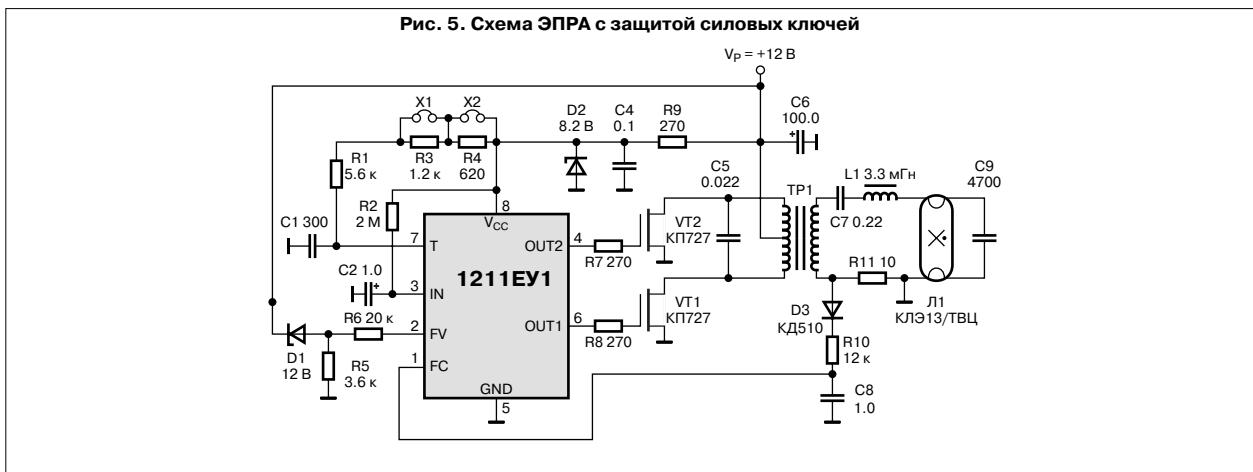 Рис. 5. Схема ЭПРА с защитой силовых ключей
VP = +12 В
X1
X2
D2
8.2 В
C4
0.1
R9
270
C6
100.0
+
R1
5.6 к
R3
1.2 к
R4
620
C5
0.022
TP1
L1 3.3 мГн
C9
4700
C7 0.22
R2
2 М
C1 300
8
VCC
7
T
OUT2
4
VT2
КП727
R7 270
C2 1.0
+
3
IN
1211ЕУ1
R11 10
R6 20 к
2
FV
OUT1
6
VT1
КП727
R8 270
D3
КД510
Л1
КЛЭ13/ТВЦ
D1
12 В
R5
3.6 к
1
FC
R10
12 к
GND
5
C8
1.0